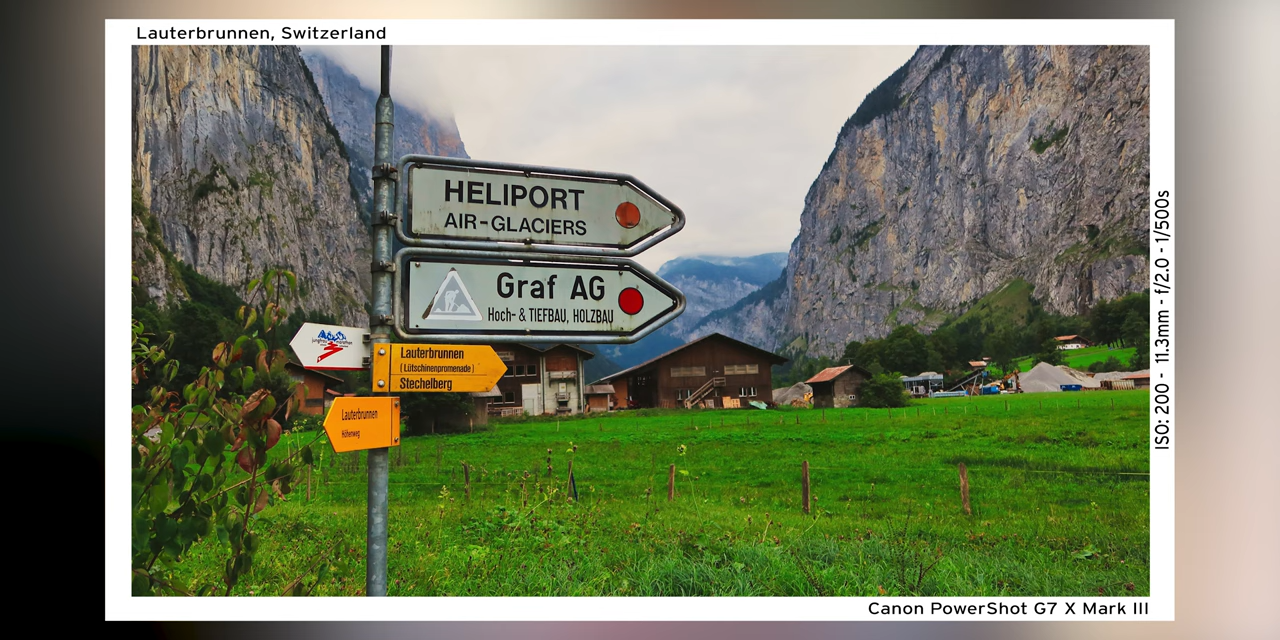 Lauterbrunnen, Switzerland
HELIPORT
AIR-GLACIERS
Graf AG
Hoch- & TIEFBAU, HOLZBAU
Lauterbrunnen
(Lütschinenpromenade)
Stechelberg
Lauterbrunnen
Höhenweg
ISO: 200 - 11.3mm - f/2.0 - 1/500s
Canon PowerShot G7 X Mark III